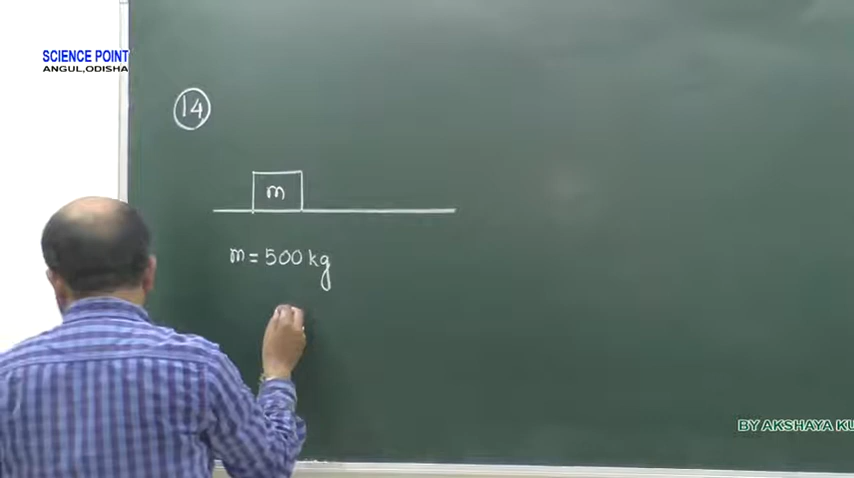 SCIENCE POINT
ANGUL,ODISHA
14
m
m = 500 kg
BY AKSHAYA KU